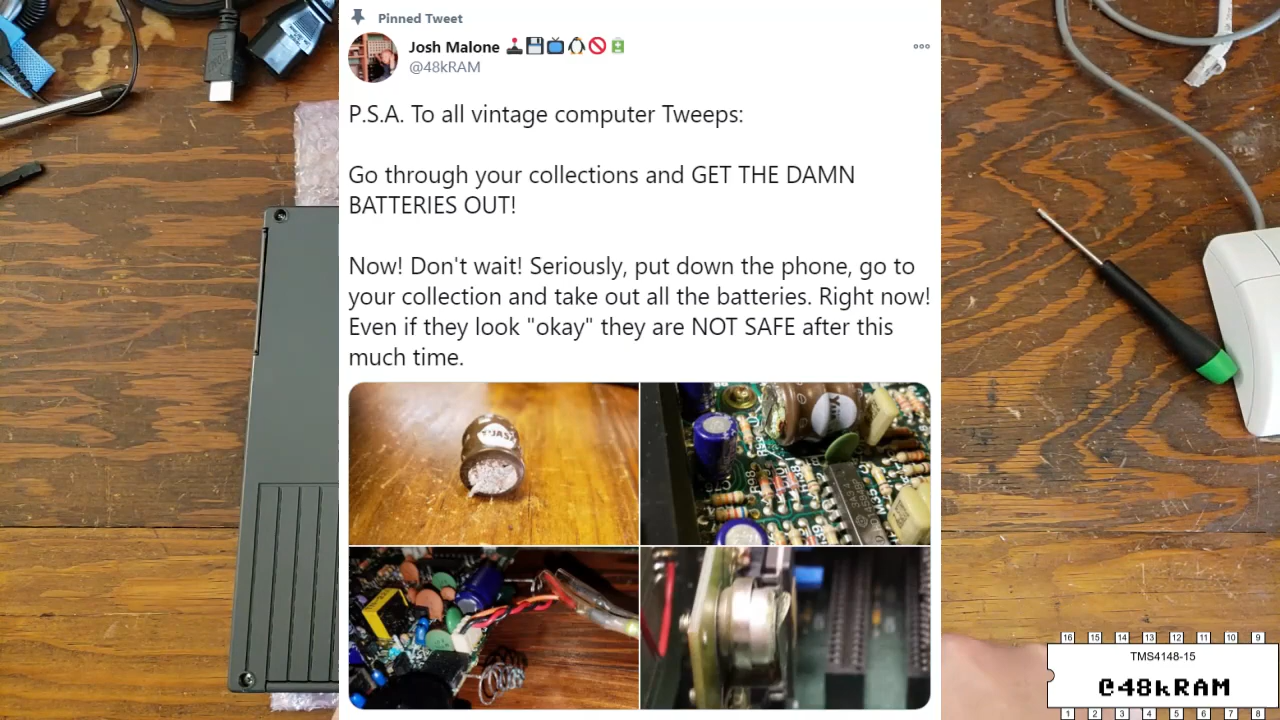 Pinned Tweet
Josh Malone
@48kRAM
P.S.A. To all vintage computer Tweeps:
Go through your collections and GET THE DAMN
BATTERIES OUT!
Now! Don't wait! Seriously, put down the phone, go to
your collection and take out all the batteries. Right now!
Even if they look "okay" they are NOT SAFE after this
much time.
16 15 14 13 12 11 10 9
TMS4148-15
@48kRAM
1 2 3 4 5 6 7 8